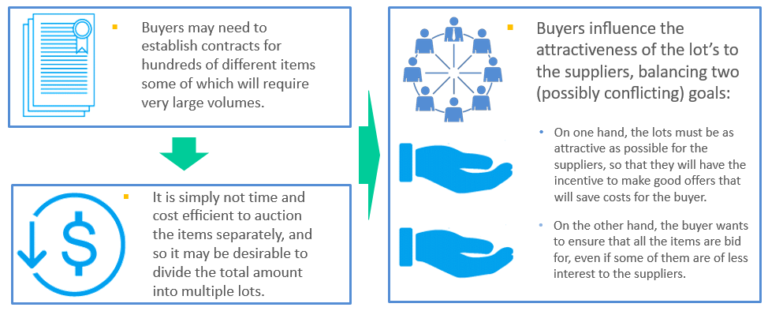 Buyers may need to
establish contracts for
hundreds of different items
some of which will require
very large volumes.
It is simply not time and
cost efficient to auction
the items separately, and
so it may be desirable to
divide the total amount
into multiple lots.
$
Buyers influence the
attractiveness of the lot’s to
the suppliers, balancing two
(possibly conflicting) goals:
On one hand, the lots must be as
attractive as possible for the
suppliers, so that they will have the
incentive to make good offers that
will save costs for the buyer.
On the other hand, the buyer wants
to ensure that all the items are bid
for, even if some of them are of less
interest to the suppliers.